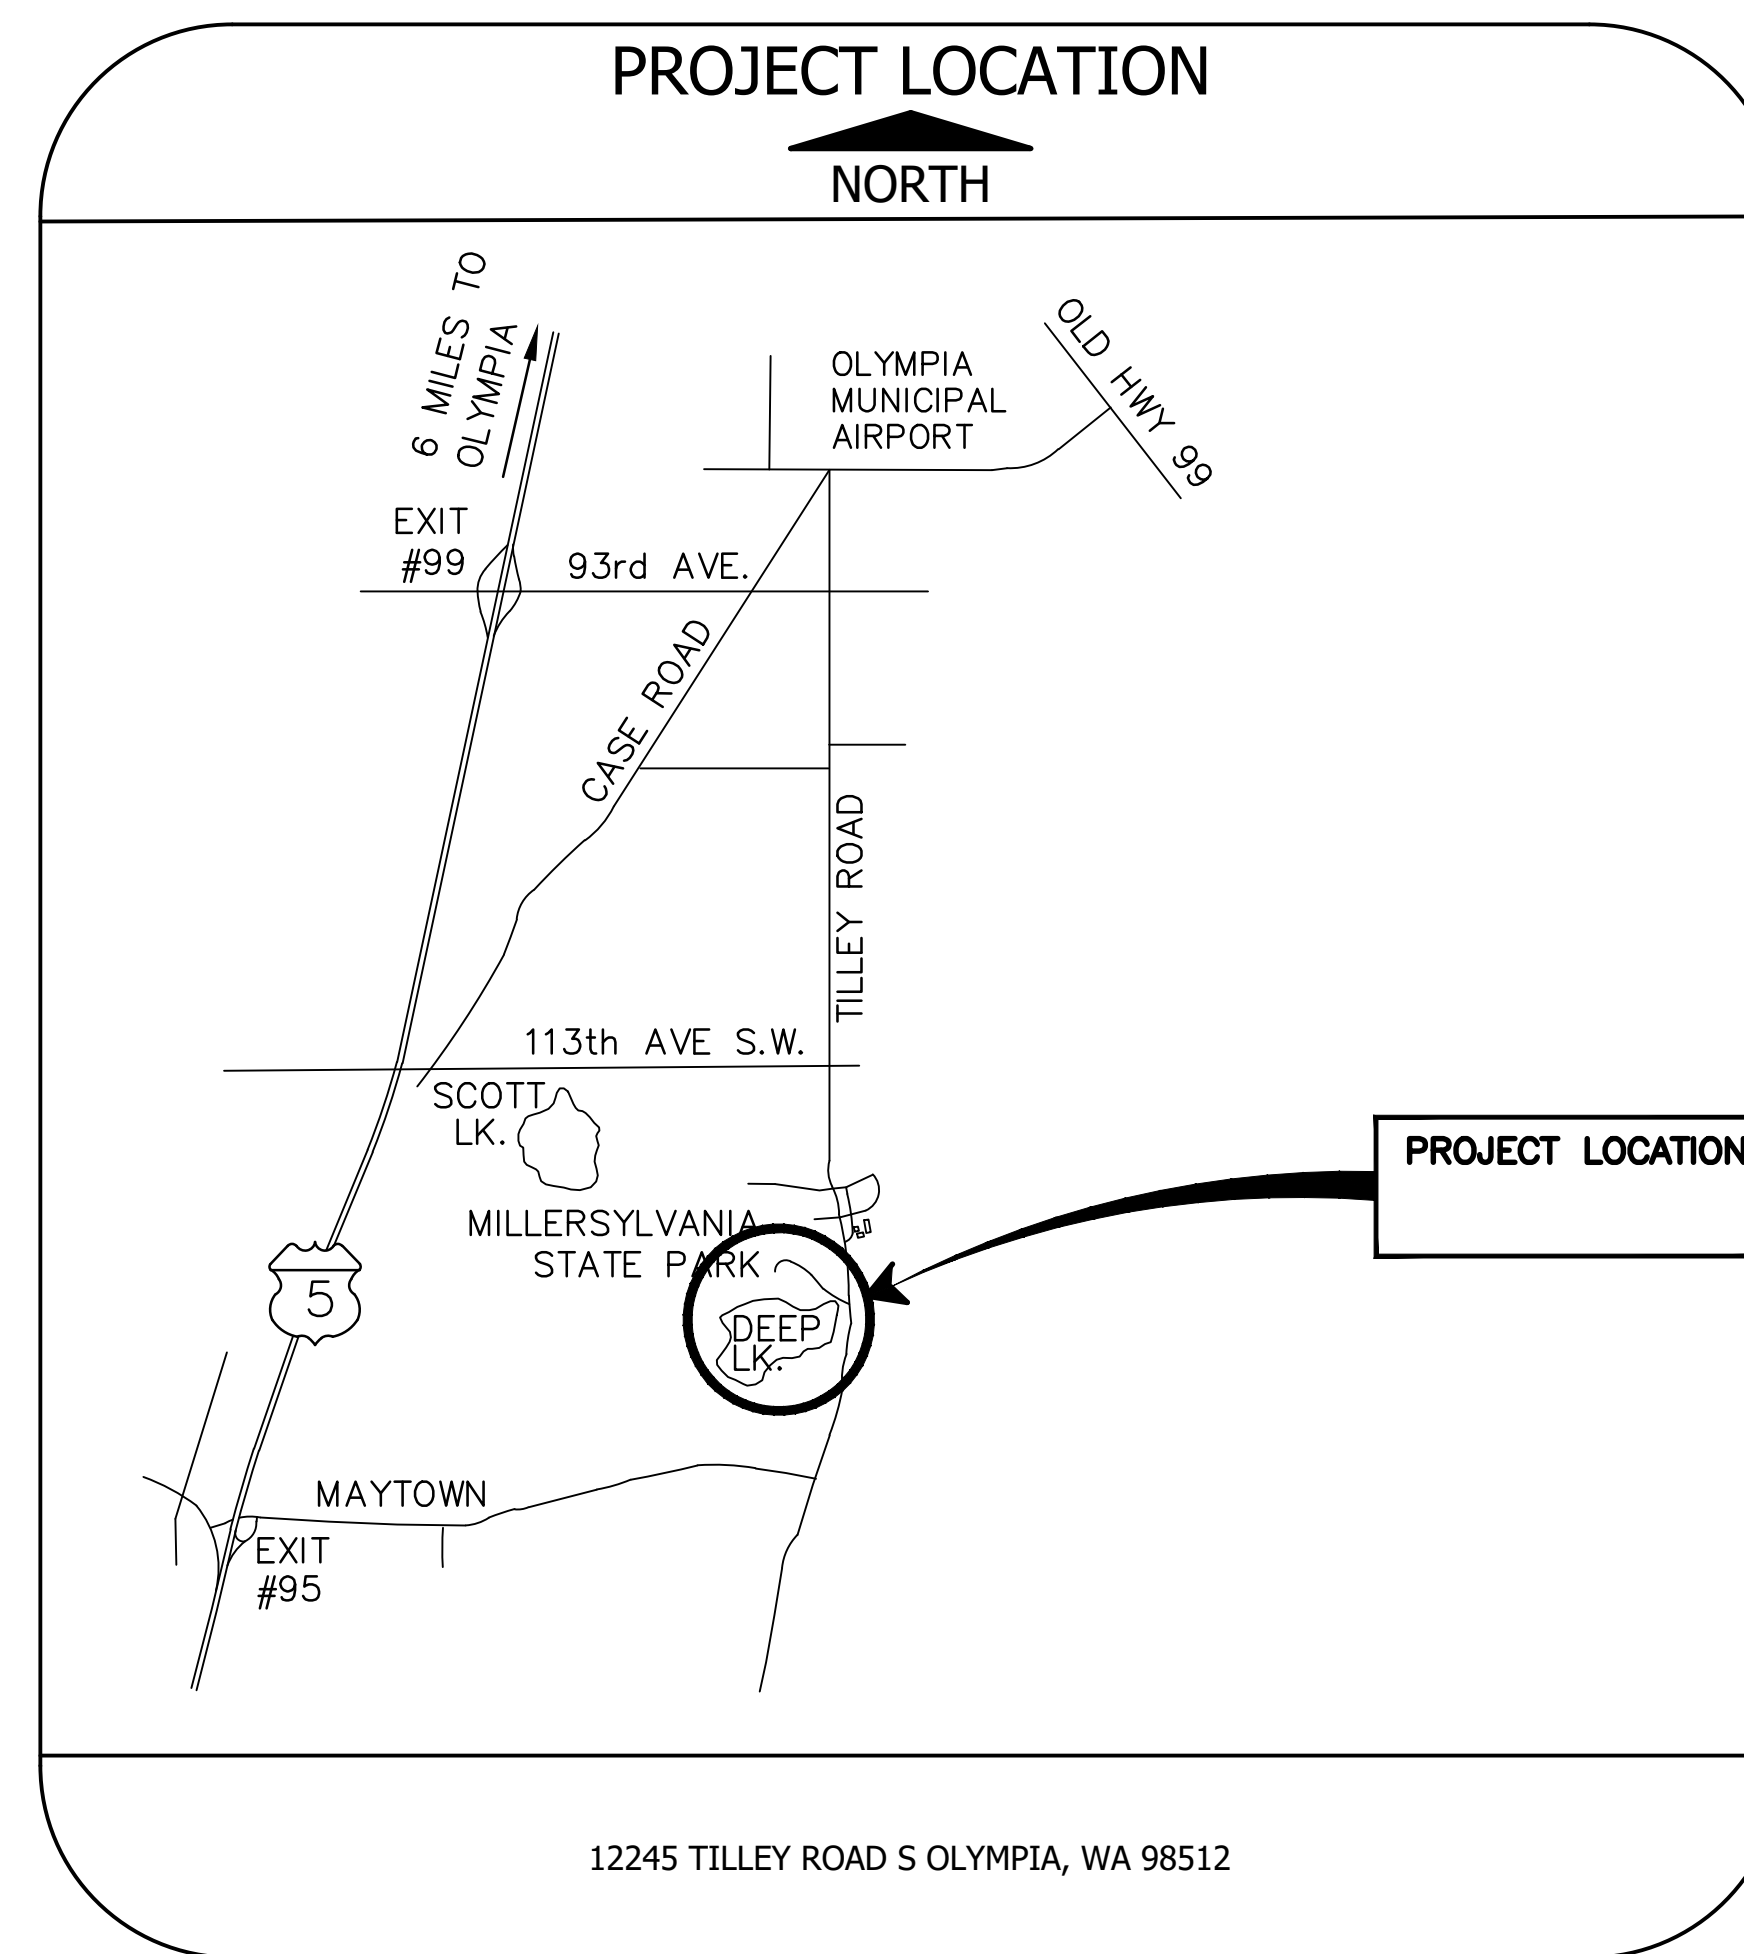 PROJECT LOCATION
NORTH
6 MILES TO
OLYMPIA
OLYMPIA
MUNICIPAL
AIRPORT
OLD HWY 99
EXIT
#99
93rd AVE.
CASE ROAD
TILLEY ROAD
113th AVE S.W.
SCOTT
LK.
PROJECT LOCATION
MILLERSYLVANIA
STATE PARK
5
DEEP
LK.
MAYTOWN
EXIT
#95
12245 TILLEY ROAD S OLYMPIA, WA 98512